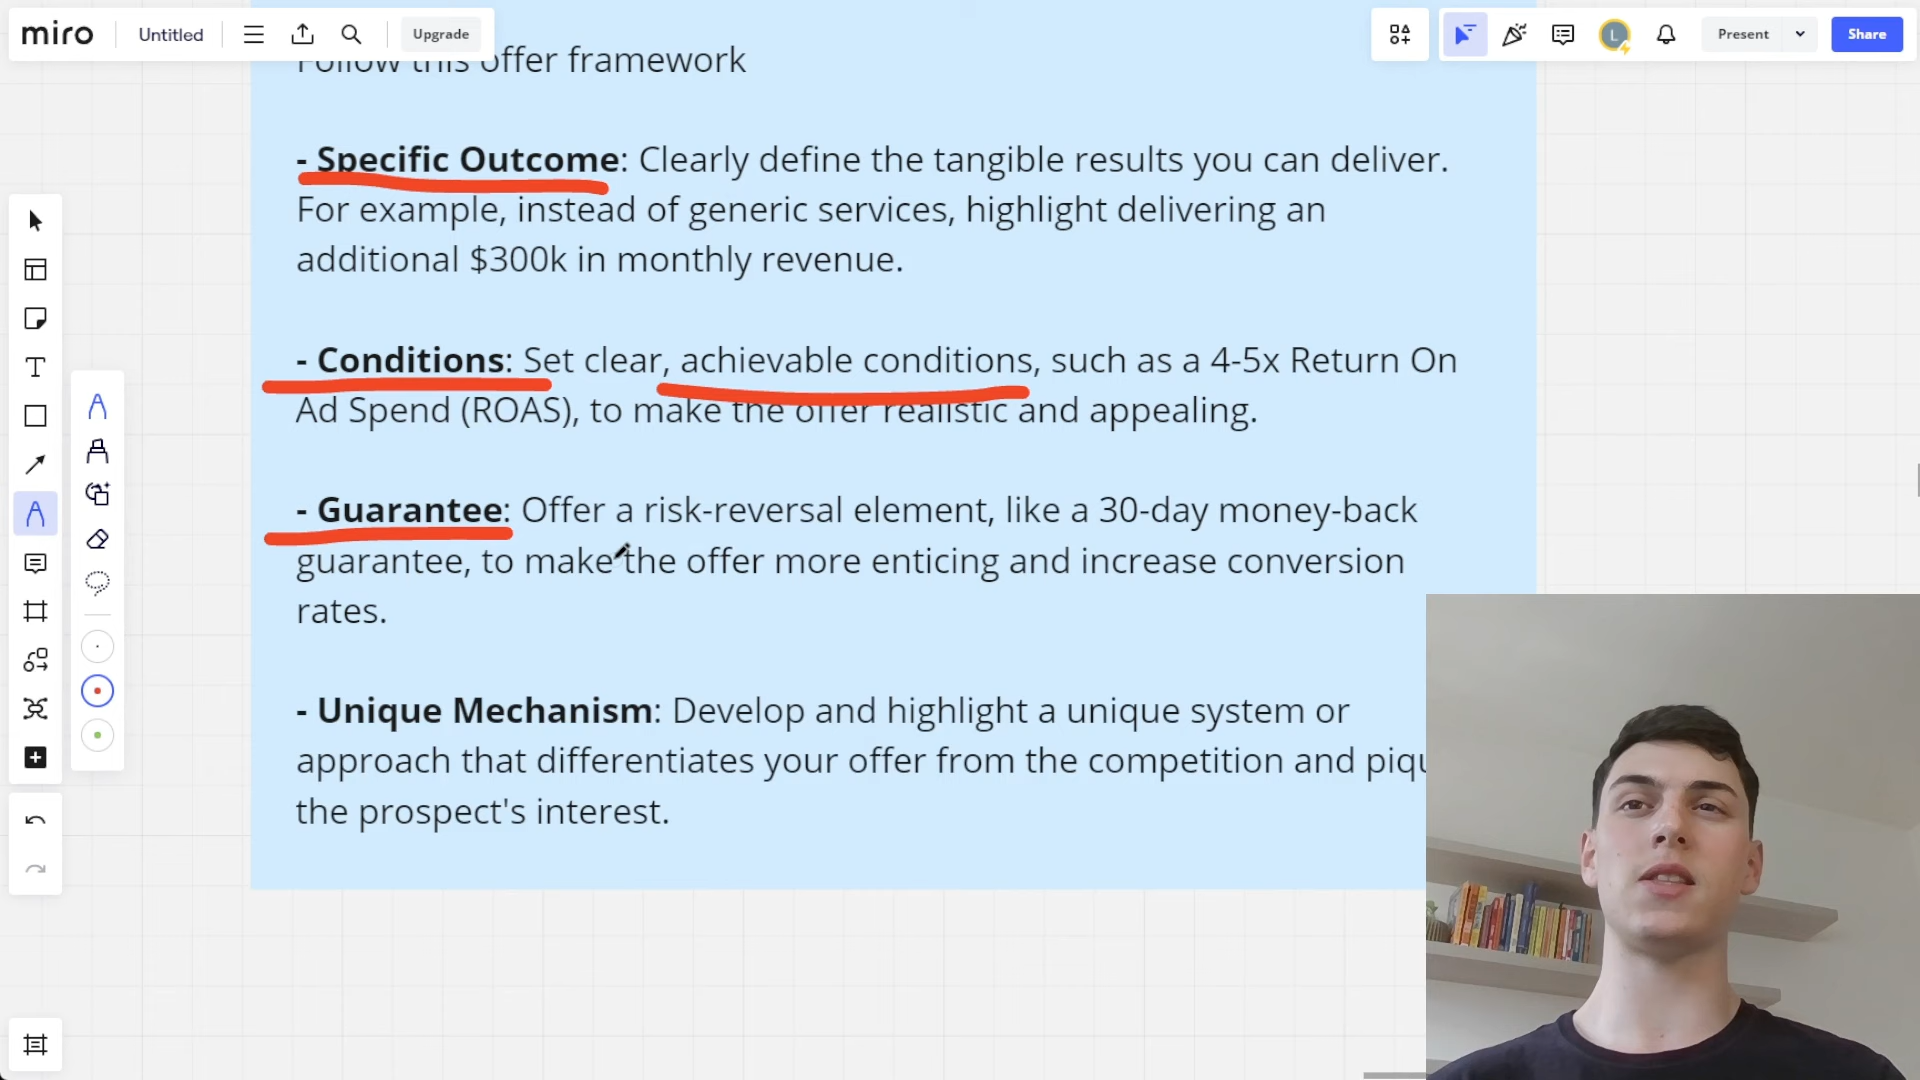 miro
Untitled
Upgrade
L
Present
Share
Follow this offer framework
- Specific Outcome: Clearly define the tangible results you can deliver.
For example, instead of generic services, highlight delivering an
additional $300k in monthly revenue.
- Conditions: Set clear, achievable conditions, such as a 4-5x Return On
Ad Spend (ROAS), to make the offer realistic and appealing.
- Guarantee: Offer a risk-reversal element, like a 30-day money-back
guarantee, to make the offer more enticing and increase conversion
rates.
- Unique Mechanism: Develop and highlight a unique system or
approach that differentiates your offer from the competition and piqu
the prospect's interest.